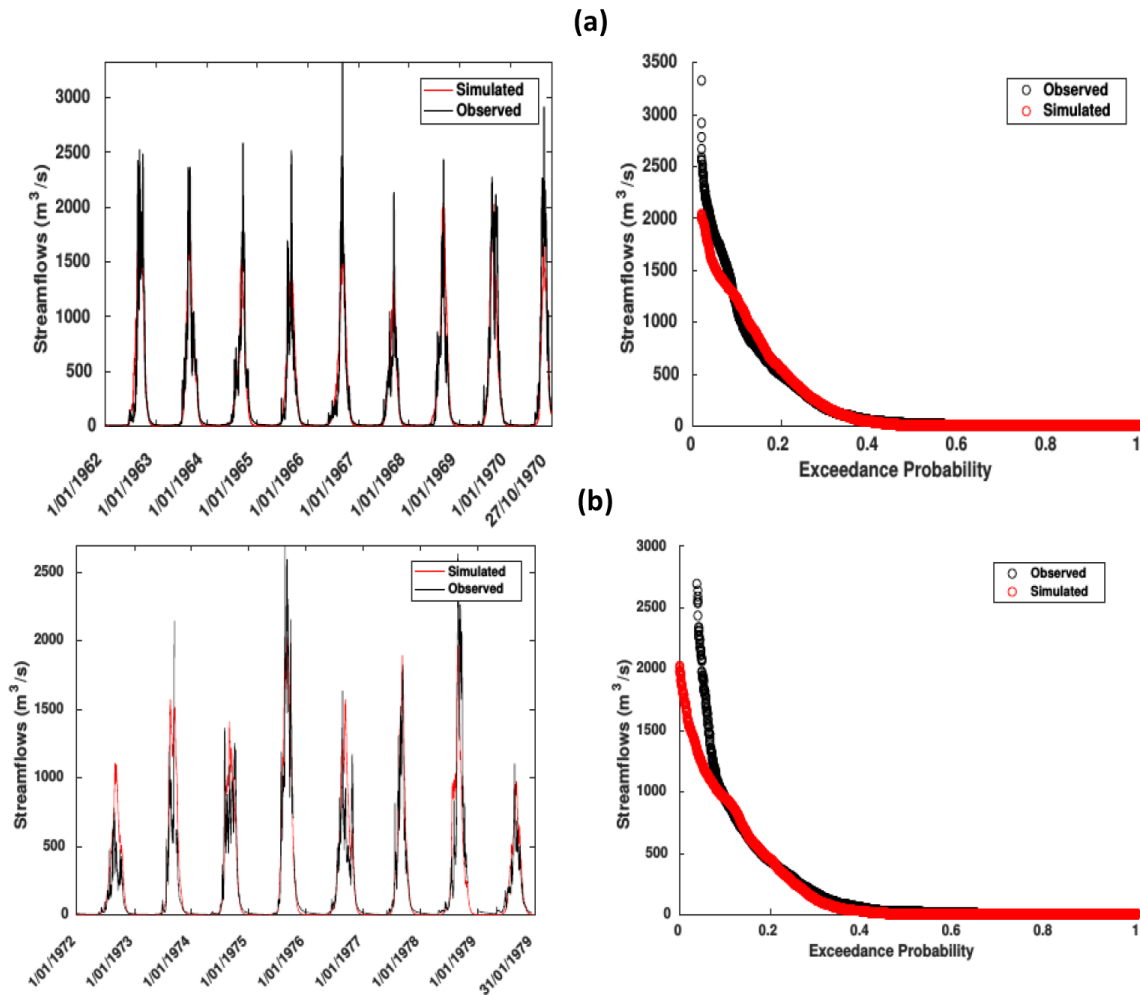 (a)
Streamflows (m³/s)
3000
2500
2000
1500
1000
500
0
Simulated
Observed
1/01/1962
1/01/1963
1/01/1964
1/01/1965
1/01/1966
1/01/1967
1/01/1968
1/01/1969
1/01/1970
27/10/1970
Streamflows (m³/s)
3500
3000
2500
2000
1500
1000
500
0
Observed
Simulated
0 0.2 0.4 0.6 0.8 1
Exceedance Probability
(b)
Streamflows (m³/s)
2500
2000
1500
1000
500
0
Simulated
Observed
1/01/1972
1/01/1973
1/01/1974
1/01/1975
1/01/1976
1/01/1977
1/01/1978
1/01/1979
31/01/1979
Streamflows (m³/s)
3000
2500
2000
1500
1000
500
0
Observed
Simulated
0 0.2 0.4 0.6 0.8 1
Exceedance Probability